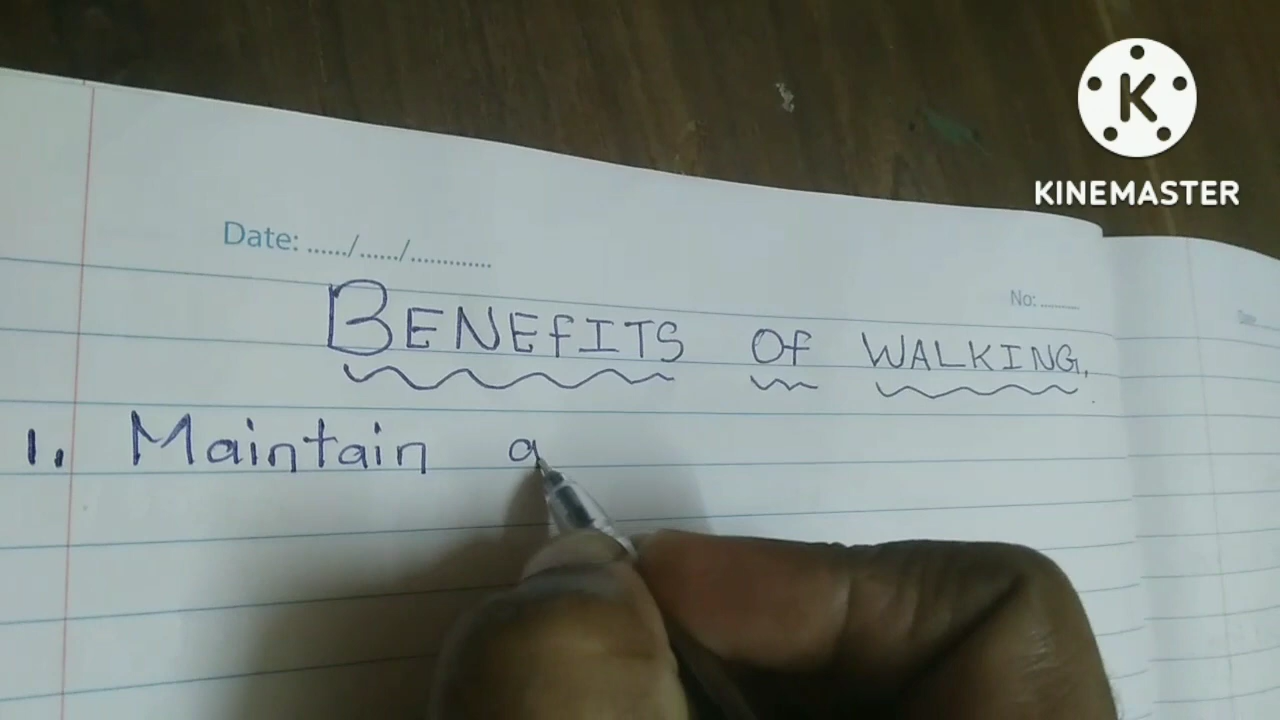 KINEMASTER
Date: ....../....../.............
No: ..........
BENEfITS Of WALKING.
1. Maintain a